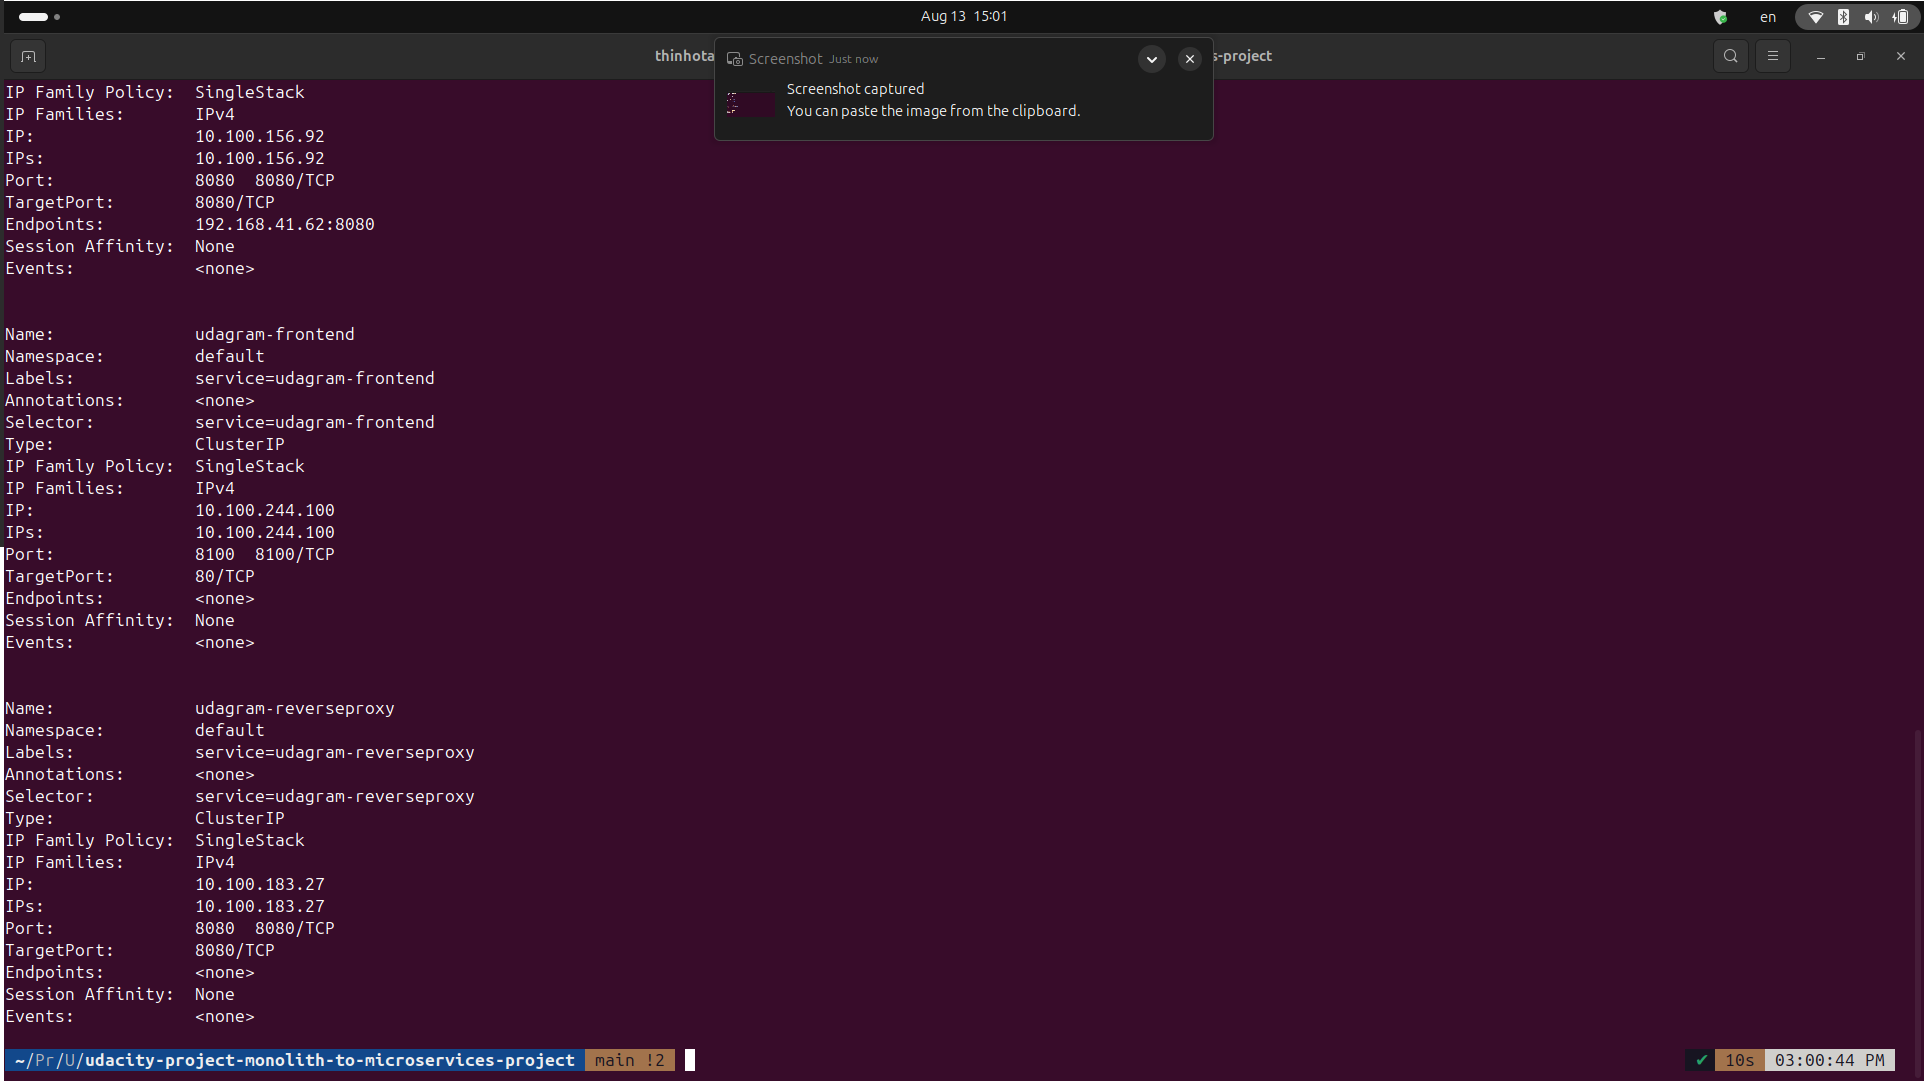 Aug 13 15:01
en
thinhota
s-project
Screenshot Just now
Screenshot captured
You can paste the image from the clipboard.
IP Family Policy:  SingleStack
IP Families:       IPv4
IP:                10.100.156.92
IPs:               10.100.156.92
Port:              8080  8080/TCP
TargetPort:        8080/TCP
Endpoints:         192.168.41.62:8080
Session Affinity:  None
Events:            <none>
Name:              udagram-frontend
Namespace:         default
Labels:            service=udagram-frontend
Annotations:       <none>
Selector:          service=udagram-frontend
Type:              ClusterIP
IP Family Policy:  SingleStack
IP Families:       IPv4
IP:                10.100.244.100
IPs:               10.100.244.100
Port:              8100  8100/TCP
TargetPort:        80/TCP
Endpoints:         <none>
Session Affinity:  None
Events:            <none>
Name:              udagram-reverseproxy
Namespace:         default
Labels:            service=udagram-reverseproxy
Annotations:       <none>
Selector:          service=udagram-reverseproxy
Type:              ClusterIP
IP Family Policy:  SingleStack
IP Families:       IPv4
IP:                10.100.183.27
IPs:               10.100.183.27
Port:              8080  8080/TCP
TargetPort:        8080/TCP
Endpoints:         <none>
Session Affinity:  None
Events:            <none>
~/Pr/U/udacity-project-monolith-to-microservices-project main !2 ✔ 10s 03:00:44 PM